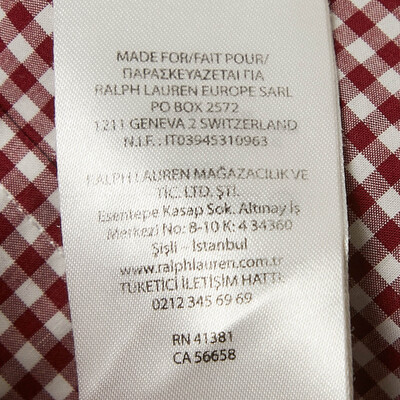 MADE FOR/FAIT POUR/
ΠΑΡΑΣΚΕΥΑΖΕΤΑΙ ΓΙΑ
RALPH LAUREN EUROPE SARL
PO BOX 2572
1211 GENEVA 2 SWITZERLAND
N.I.F.: IT03945310963
RALPH LAUREN MAĞAZACILIK VE
TIC. LTD. ŞTİ.
Esentepe Kasap Sok. Altınay İş
Merkezi No: 8-10 K: 4 34360
Şişli – İstanbul
www.ralphlauren.com.tr
TÜKETİCİ İLETİŞİM HATTI
0212 345 69 69
RN 41381
CA 56658